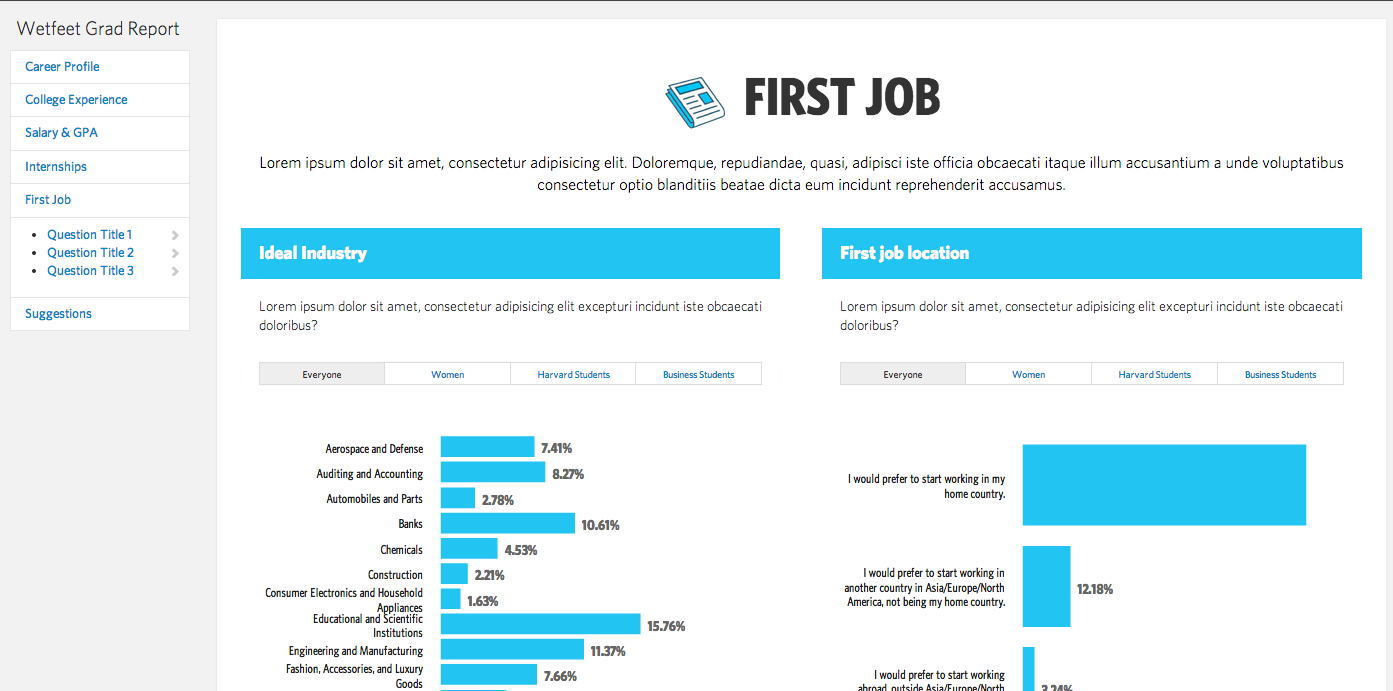 Wetfeet Grad Report
Career Profile
College Experience
Salary & GPA
Internships
First Job
Question Title 1
Question Title 2
Question Title 3
Suggestions
FIRST JOB
Lorem ipsum dolor sit amet, consectetur adipisicing elit. Doloremque, repudiandae, quasi, adipisci iste officia obcaecati itaque illum accusantium a unde voluptatibus
consectetur optio blanditiis beatae dicta eum incidunt reprehenderit accusamus.
Ideal Industry
Lorem ipsum dolor sit amet, consectetur adipisicing elit excepturi incidunt iste obcaecati
doloribus?
Everyone Women Harvard Students Business Students
Aerospace and Defense 7.41%
Auditing and Accounting 8.27%
Automobiles and Parts 2.78%
Banks 10.61%
Chemicals 4.53%
Construction 2.21%
Consumer Electronics and Household
Appliances 1.63%
Educational and Scientific
Institutions 15.76%
Engineering and Manufacturing 11.37%
Fashion, Accessories, and Luxury
Goods 7.66%
First job location
Lorem ipsum dolor sit amet, consectetur adipisicing elit excepturi incidunt iste obcaecati
doloribus?
Everyone Women Harvard Students Business Students
I would prefer to start working in my
home country.
I would prefer to start working in
another country in Asia/Europe/North
America, not being my home country.
12.18%
I would prefer to start working
abroad, outside Asia/Europe/North
3.24%